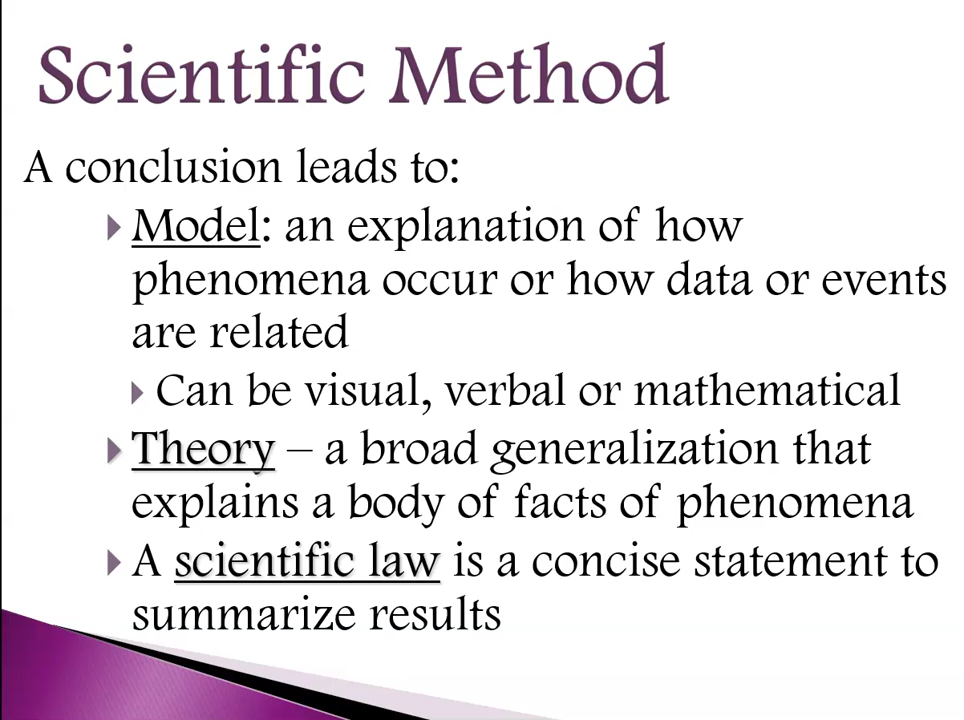 Scientific Method
A conclusion leads to:
Model: an explanation of how
phenomena occur or how data or events
are related
Can be visual, verbal or mathematical
Theory – a broad generalization that
explains a body of facts of phenomena
A scientific law is a concise statement to
summarize results